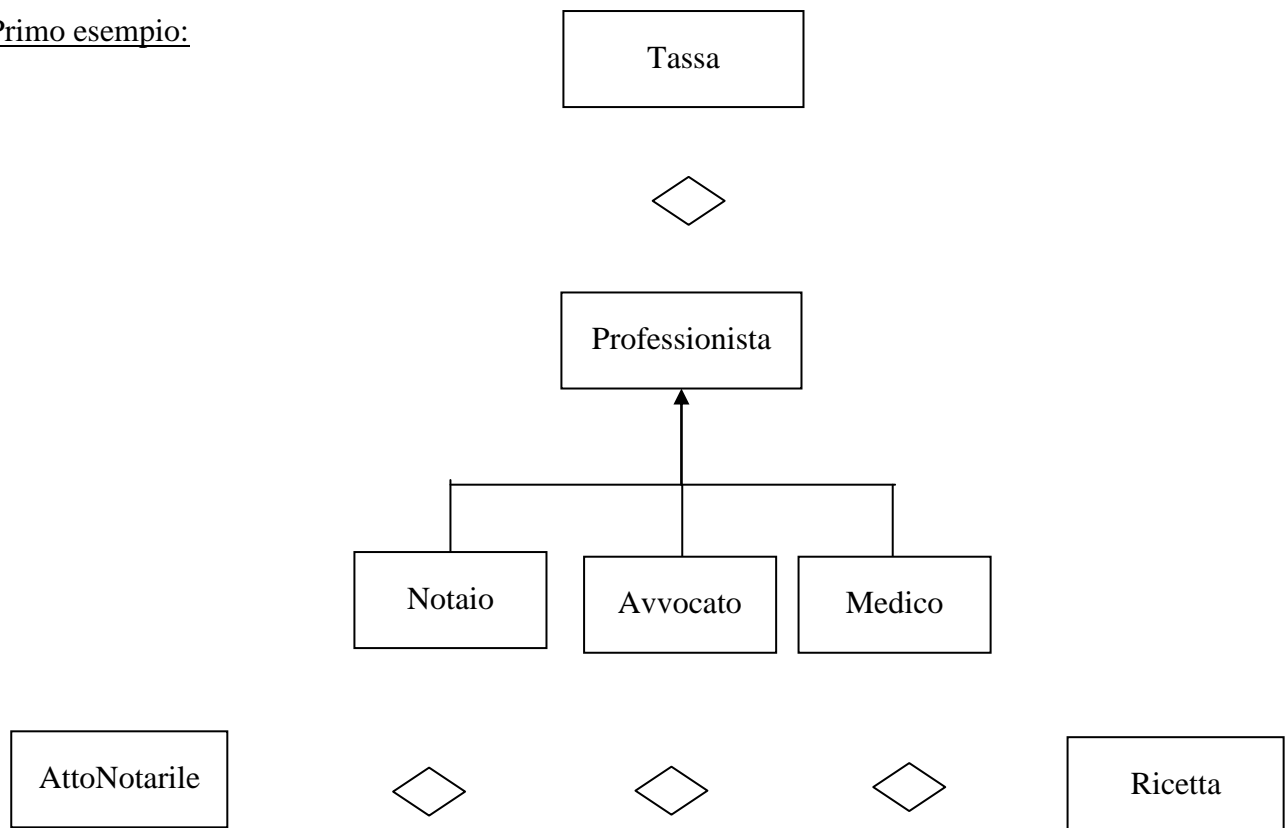 Primo esempio:
Tassa
Professionista
Notaio
Avvocato
Medico
AttoNotarile
Ricetta